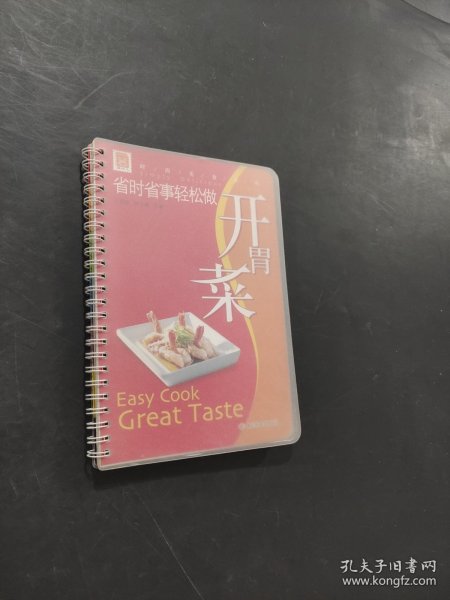 省时省事轻松做
开
胃
菜
Easy Cook
Great Taste
孔夫子旧书网
www.kongfz.com